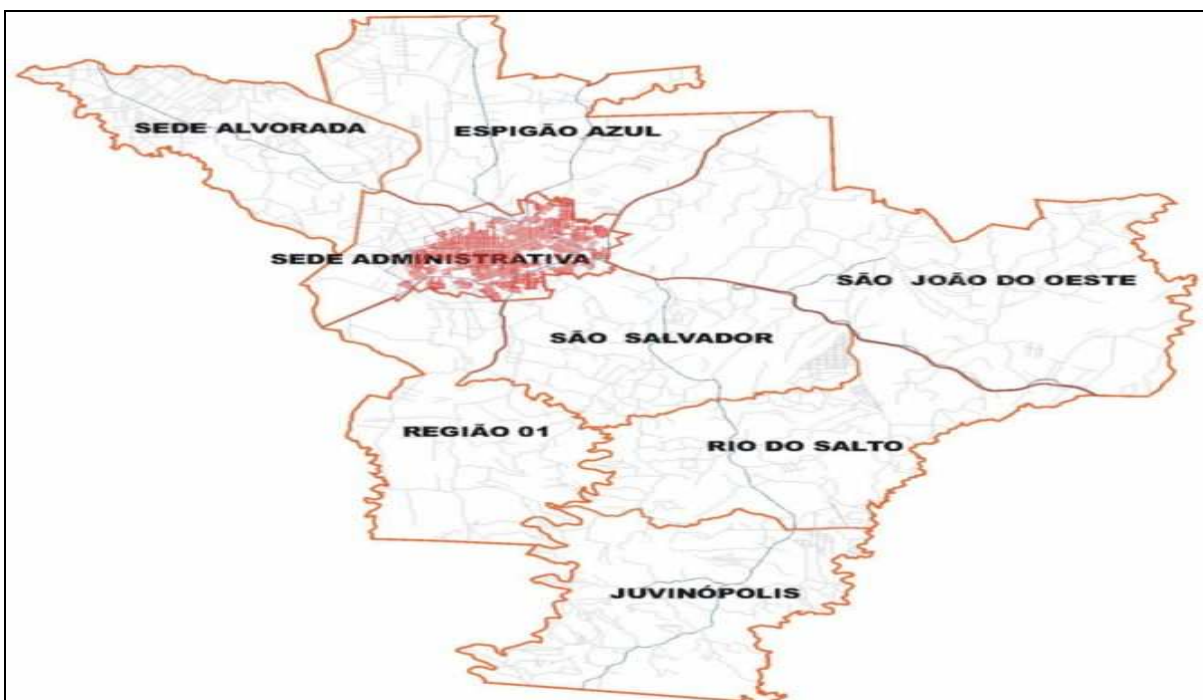 SEDE ALVORADA
ESPIGÃO AZUL
SEDE ADMINISTRATIVA
SÃO JOÃO DO OESTE
SÃO SALVADOR
REGIÃO 01
RIO DO SALTO
JUVINÓPOLIS